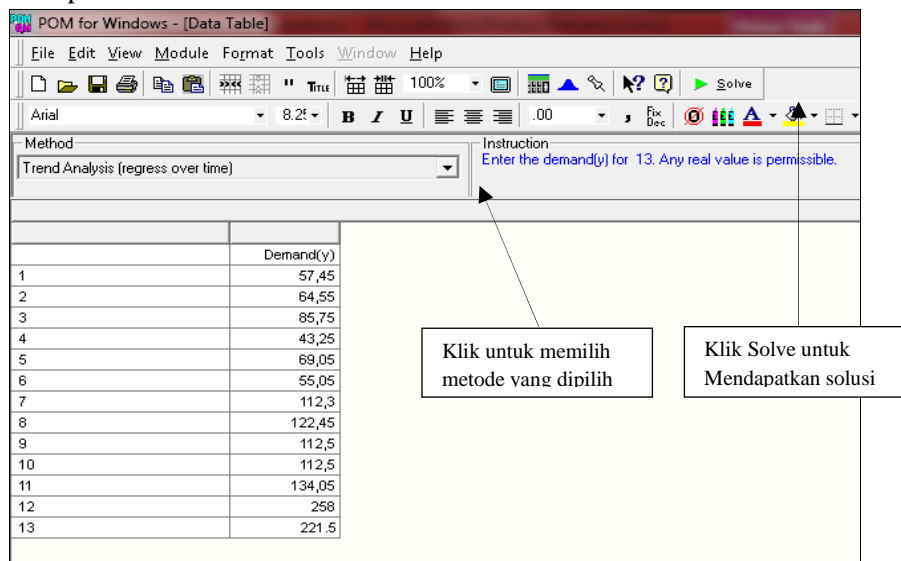 POM for Windows - [Data Table]
File Edit View Module Format Tools Window Help
100% Solve
Arial 8.2 B I U .00 , Fix Dec
Method
Instruction
Trend Analysis (regress over time)
Enter the demand(y) for 13. Any real value is permissible.
Demand(y)
1 57,45
2 64,55
3 85,75
4 43,25
5 69,05
6 55,05
7 112,3
8 122,45
9 112,5
10 112,5
11 134,05
12 258
13 221.5
Klik untuk memilih
metode yang dipilih
Klik Solve untuk
Mendapatkan solusi